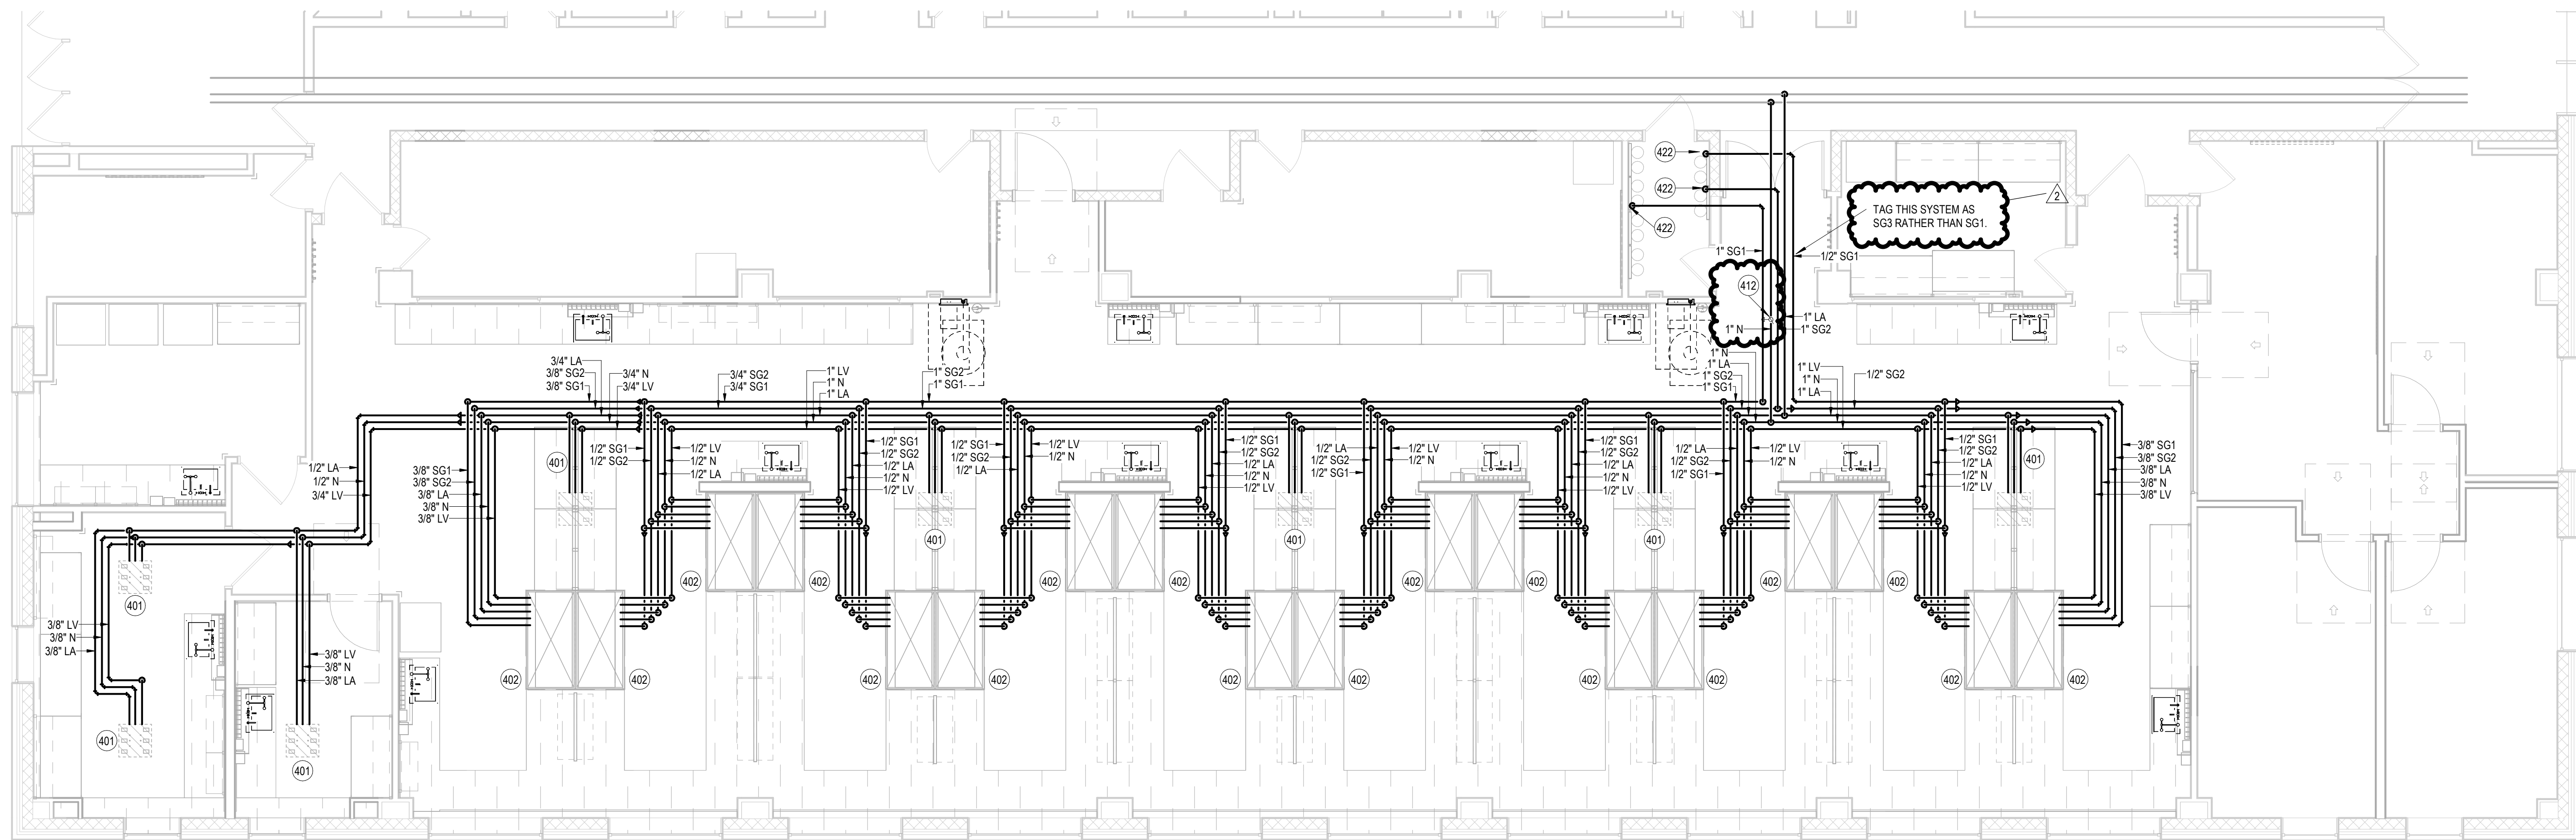 422
422
422
2
TAG THIS SYSTEM AS
SG3 RATHER THAN SG1.
1" SG1
1/2" SG1
412
1" LA
1" N
1" SG2
3/4" LA
3/8" SG2
3/8" SG1
3/4" N
3/4" LV
3/4" SG2
3/4" SG1
1" LV
1" N
1" LA
1" SG2
1" SG1
1" N
1" LA
1" SG2
1" SG1
1" LV
1" N
1" LA
1/2" SG2
1/2" LA
1/2" N
3/4" LV
3/8" SG1
3/8" SG2
3/8" LA
3/8" N
3/8" LV
401
1/2" SG1
1/2" SG2
1/2" LV
1/2" N
1/2" LA
1/2" SG1
1/2" SG2
1/2" LA
1/2" N
1/2" LV
401
1/2" SG1
1/2" SG2
1/2" LA
1/2" LV
1/2" N
1/2" SG1
1/2" SG2
1/2" LA
1/2" N
1/2" LV
401
1/2" LA
1/2" SG2
1/2" SG1
1/2" LV
1/2" N
1/2" SG1
1/2" SG2
1/2" LA
1/2" N
1/2" LV
401
1/2" LA
1/2" SG2
1/2" SG1
1/2" LV
1/2" N
1/2" SG1
1/2" SG2
1/2" LA
1/2" N
1/2" LV
401
3/8" SG1
3/8" SG2
3/8" LA
3/8" N
3/8" LV
402
402
402
402
402
402
402
402
401
3/8" LV
3/8" N
3/8" LA
3/8" LV
3/8" N
3/8" LA
402
402
402
402
402
402
402
402
402
402
401
401